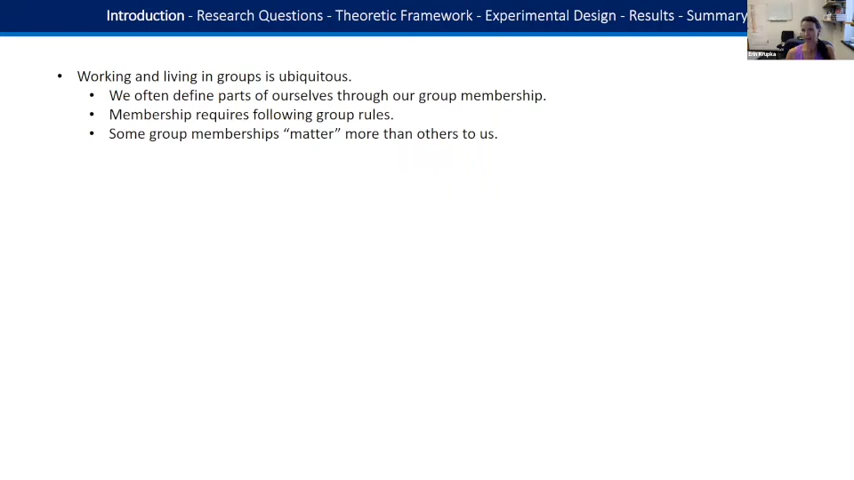 Introduction - Research Questions - Theoretic Framework - Experimental Design - Results - Summary
Erin Krupka
• Working and living in groups is ubiquitous.
• We often define parts of ourselves through our group membership.
• Membership requires following group rules.
• Some group memberships “matter” more than others to us.